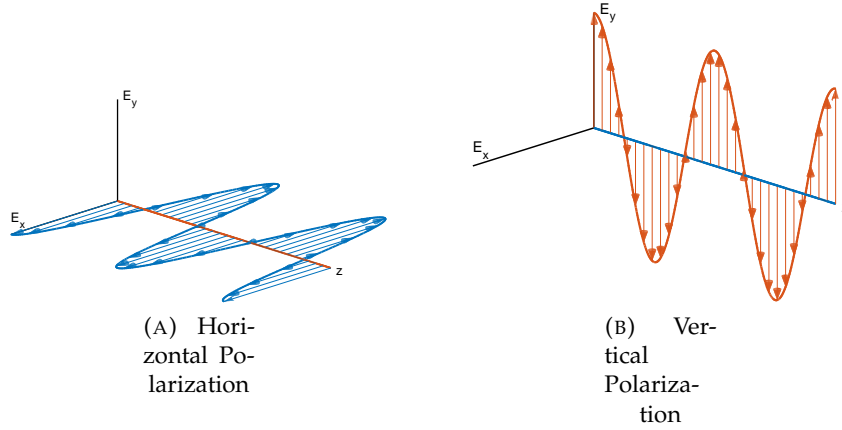 E_y
E_x
z
(A) Hori-
zontal Po-
larization
E_y
E_x
(B) Ver-
tical
Polariza-
tion